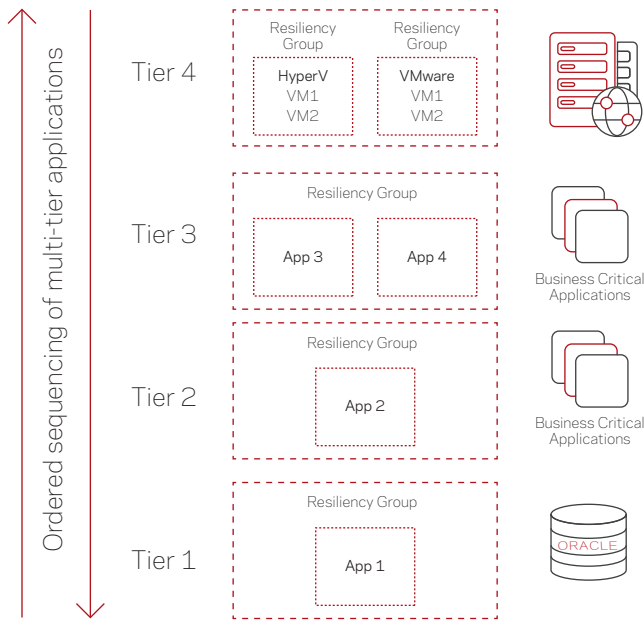 Ordered sequencing of multi-tier applications
Tier 4
Resiliency
Group
HyperV
VM1
VM2
Resiliency
Group
VMware
VM1
VM2
Tier 3
Resiliency Group
App 3
App 4
Business Critical
Applications
Tier 2
Resiliency Group
App 2
Business Critical
Applications
Tier 1
Resiliency Group
App 1
ORACLE